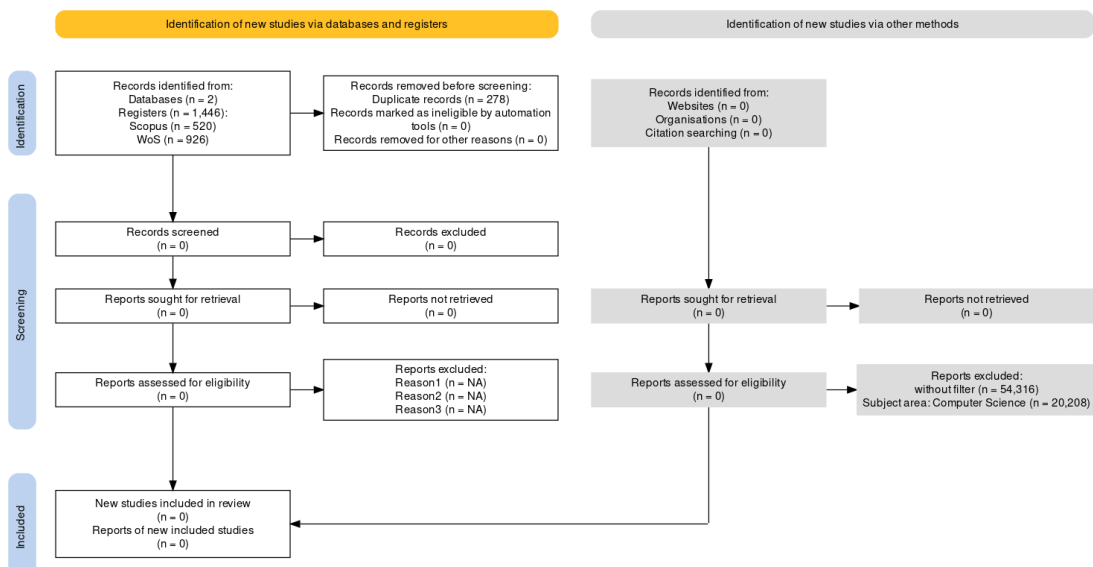 Identification of new studies via databases and registers
Identification of new studies via other methods
Identification
Records identified from:
Databases (n = 2)
Registers (n = 1,446):
Scopus (n = 520)
WoS (n = 926)
Records removed before screening:
Duplicate records (n = 278)
Records marked as ineligible by automation
tools (n = 0)
Records removed for other reasons (n = 0)
Records identified from:
Websites (n = 0)
Organisations (n = 0)
Citation searching (n = 0)
Screening
Records screened
(n = 0)
Records excluded
(n = 0)
Reports sought for retrieval
(n = 0)
Reports not retrieved
(n = 0)
Reports sought for retrieval
(n = 0)
Reports not retrieved
(n = 0)
Reports assessed for eligibility
(n = 0)
Reports excluded:
Reason1 (n = NA)
Reason2 (n = NA)
Reason3 (n = NA)
Reports assessed for eligibility
(n = 0)
Reports excluded:
without filter (n = 54,316)
Subject area: Computer Science (n = 20,208)
Included
New studies included in review
(n = 0)
Reports of new included studies
(n = 0)